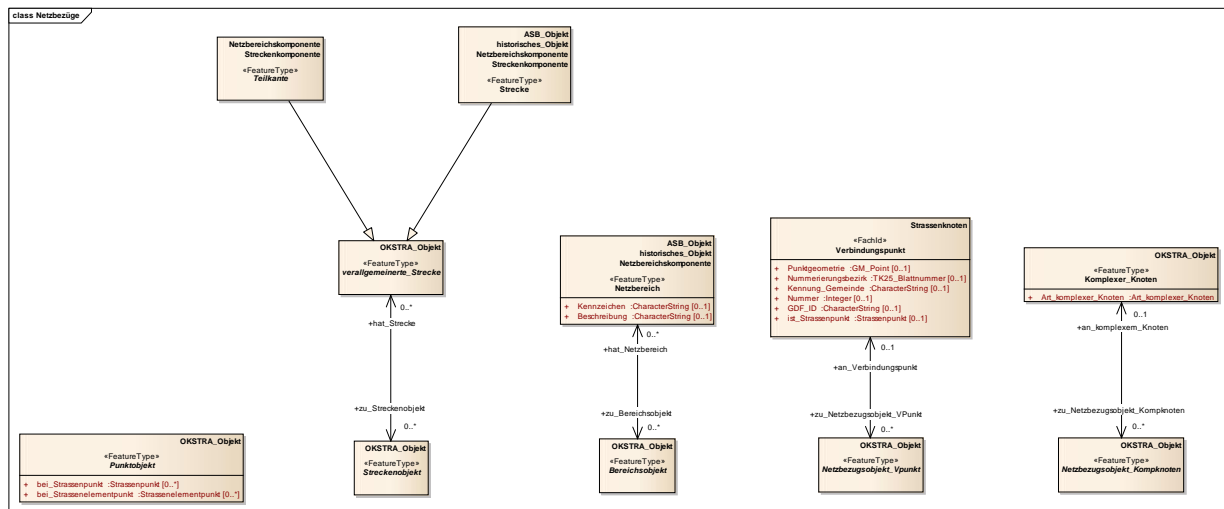 class Netzbezüge
Netzbereichskomponente
Streckenkomponente
«FeatureType»
Teilkante
ASB_Objekt
historisches_Objekt
Netzbereichskomponente
Streckenkomponente
«FeatureType»
Strecke
OKSTRA_Objekt
«FeatureType»
verallgemeinerte_Strecke
0..*
+hat_Strecke
+zu_Streckenobjekt
0..*
OKSTRA_Objekt
«FeatureType»
Streckenobjekt
ASB_Objekt
historisches_Objekt
Netzbereichskomponente
«FeatureType»
Netzbereich
+ Kennzeichen :CharacterString [0..1]
+ Beschreibung :CharacterString [0..1]
0..*
+hat_Netzbereich
+zu_Bereichsobjekt
0..*
OKSTRA_Objekt
«FeatureType»
Bereichsobjekt
Strassenknoten
«FachId»
Verbindungspunkt
+ Punktgeometrie :GM_Point [0..1]
+ Nummerierungsbezirk :TK25_Blattnummer [0..1]
+ Kennung_Gemeinde :CharacterString [0..1]
+ Nummer :Integer [0..1]
+ GDF_ID :CharacterString [0..1]
+ ist_Strassenpunkt :Strassenpunkt [0..1]
0..1
+an_Verbindungspunkt
+zu_Netzbezugsobjekt_VPunkt
0..*
OKSTRA_Objekt
«FeatureType»
Netzbezugsobjekt_Vpunkt
OKSTRA_Objekt
«FeatureType»
Komplexer_Knoten
+ Art_komplexer_Knoten :Art_komplexer_Knoten
0..1
+an_komplexem_Knoten
+zu_Netzbezugsobjekt_Kompknoten
0..*
OKSTRA_Objekt
«FeatureType»
Netzbezugsobjekt_Kompknoten
OKSTRA_Objekt
«FeatureType»
Punktobjekt
+ bei_Strassenpunkt :Strassenpunkt [0..*]
+ bei_Strassenelementpunkt :Strassenelementpunkt [0..*]